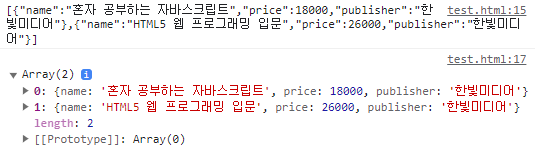 [{"name":"혼자 공부하는 자바스크립트","price":18000,"publisher":"한 test.html:15
빛미디어"},{"name":"HTML5 웹 프로그래밍 입문","price":26000,"publisher":"한빛미디
어"}]
test.html:17
▼ Array(2) i
▶ 0: {name: '혼자 공부하는 자바스크립트', price: 18000, publisher: '한빛미디어'}
▶ 1: {name: 'HTML5 웹 프로그래밍 입문', price: 26000, publisher: '한빛미디어'}
length: 2
▶ [[Prototype]]: Array(0)